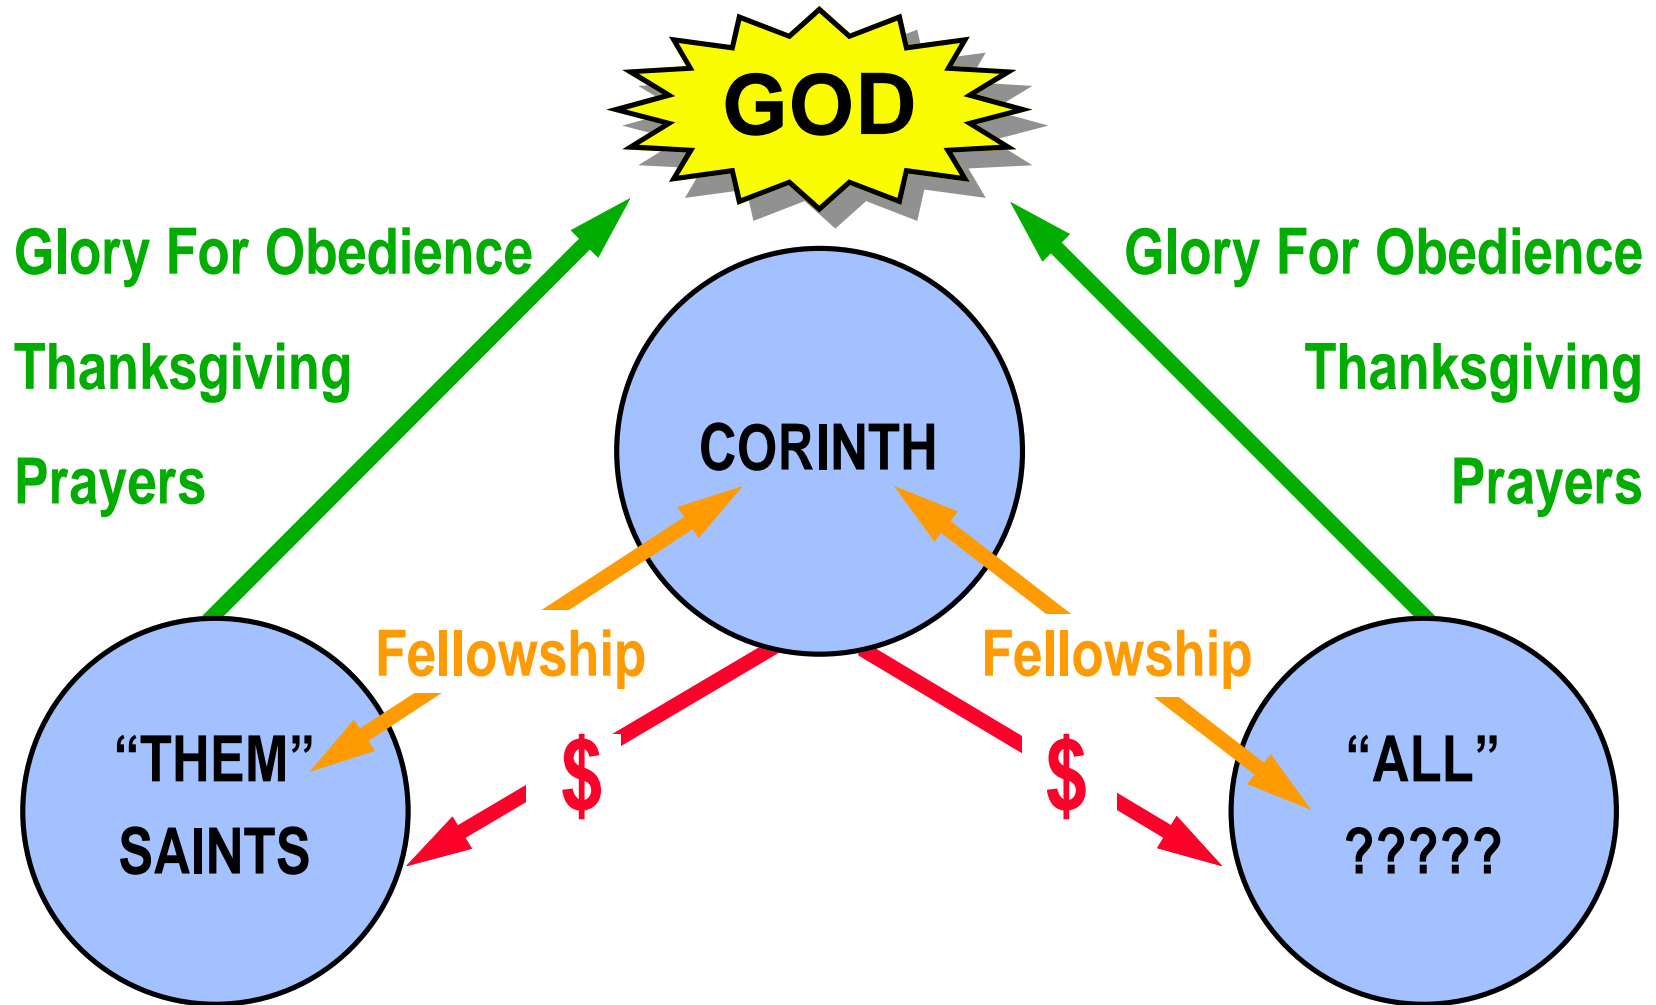 GOD
Glory For Obedience
Thanksgiving
Prayers
Glory For Obedience
Thanksgiving
Prayers
CORINTH
Fellowship
Fellowship
$
$
“THEM”
SAINTS
“ALL”
?????